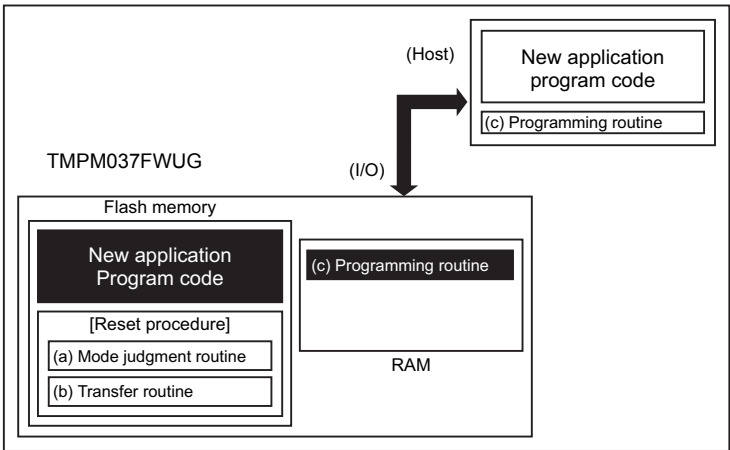 (Host)
New application
program code
(c) Programming routine
TMPM037FWUG
(I/O)
Flash memory
New application
Program code
[Reset procedure]
(a) Mode judgment routine
(b) Transfer routine
(c) Programming routine
RAM